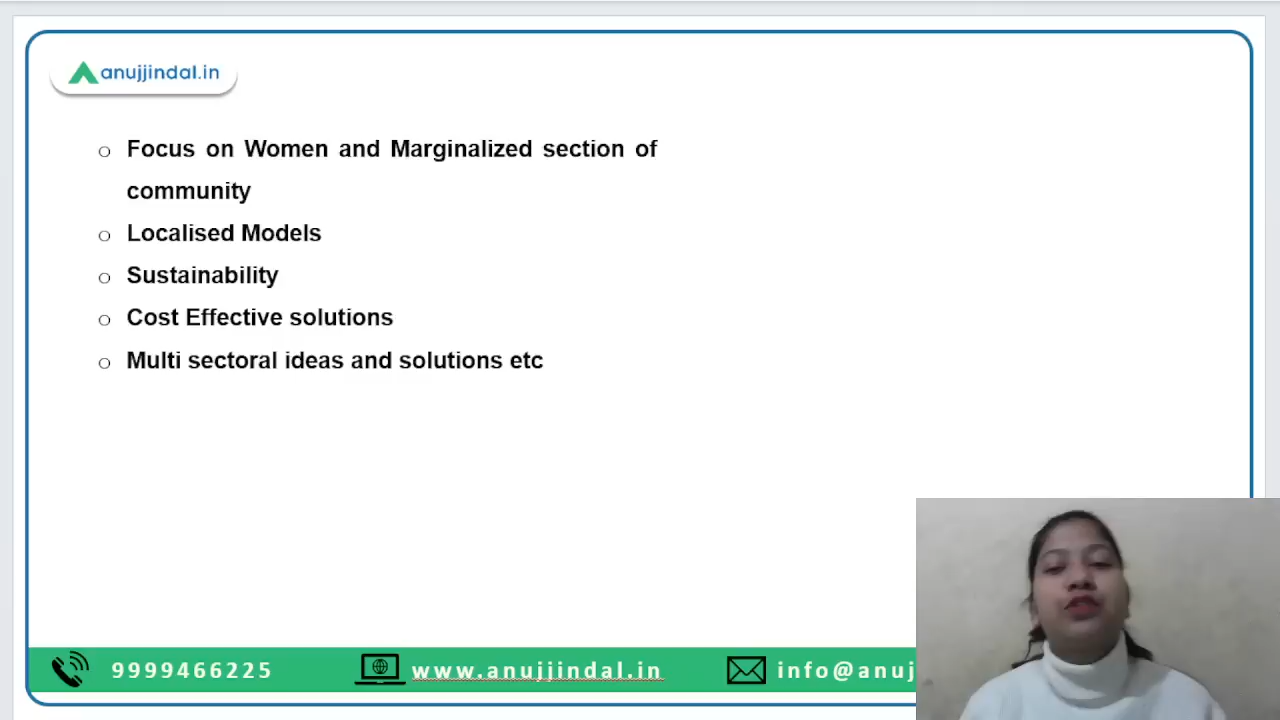 anujjindal.in
Focus on Women and Marginalized section of
community
Localised Models
Sustainability
Cost Effective solutions
Multi sectoral ideas and solutions etc
9999466225
www.anujjindal.in
info@anuj